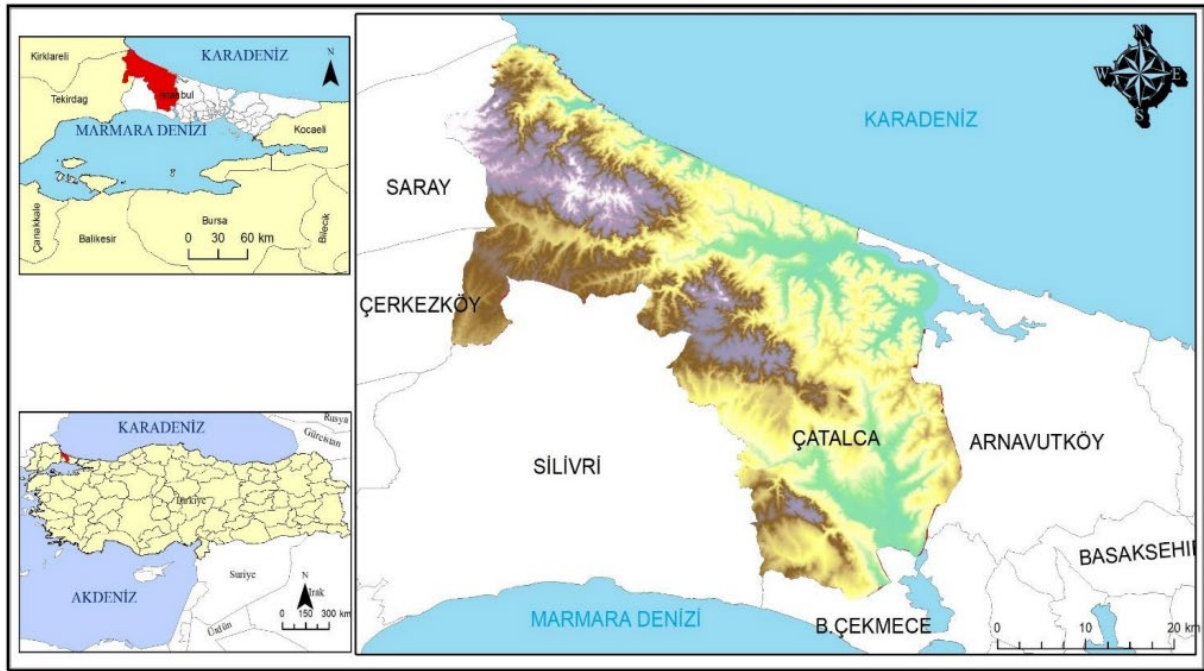 Kirklareli
KARADENİZ
N
Tekirdag
İstanbul
MARMARA DENİZİ
Kocaeli
Çanakkale
Balikesir
Bursa
Bilecik
0 30 60 km
KARADENİZ
Rusya
Gürcistan
Türkiye
Suriye
N
Irak
AKDENİZ
Ürdün
0 150 300 km
N
W E
S
KARADENİZ
SARAY
ÇERKEZKÖY
ÇATALCA
ARNAVUTKÖY
SİLİVRİ
BASAKSEHİR
MARMARA DENİZİ
B.ÇEKMECE
0 5 10 20 km